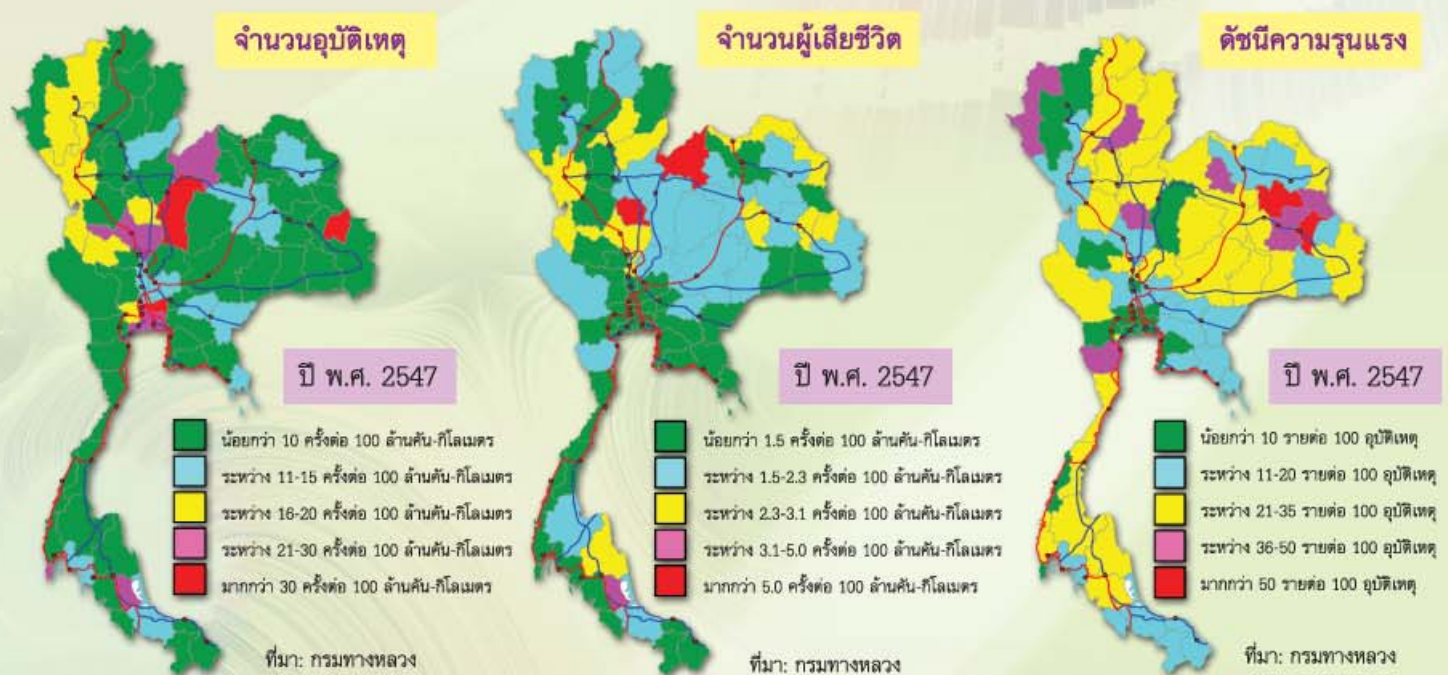 จำนวนอุบัติเหตุ
ปี พ.ศ. 2547
น้อยกว่า 10 ครั้งต่อ 100 ล้านคัน-กิโลเมตร
ระหว่าง 11-15 ครั้งต่อ 100 ล้านคัน-กิโลเมตร
ระหว่าง 16-20 ครั้งต่อ 100 ล้านคัน-กิโลเมตร
ระหว่าง 21-30 ครั้งต่อ 100 ล้านคัน-กิโลเมตร
มากกว่า 30 ครั้งต่อ 100 ล้านคัน-กิโลเมตร
ที่มา: กรมทางหลวง
จำนวนผู้เสียชีวิต
ปี พ.ศ. 2547
น้อยกว่า 1.5 ครั้งต่อ 100 ล้านคัน-กิโลเมตร
ระหว่าง 1.5-2.3 ครั้งต่อ 100 ล้านคัน-กิโลเมตร
ระหว่าง 2.3-3.1 ครั้งต่อ 100 ล้านคัน-กิโลเมตร
ระหว่าง 3.1-5.0 ครั้งต่อ 100 ล้านคัน-กิโลเมตร
มากกว่า 5.0 ครั้งต่อ 100 ล้านคัน-กิโลเมตร
ที่มา: กรมทางหลวง
ดัชนีความรุนแรง
ปี พ.ศ. 2547
น้อยกว่า 10 รายต่อ 100 อุบัติเหตุ
ระหว่าง 11-20 รายต่อ 100 อุบัติเหตุ
ระหว่าง 21-35 รายต่อ 100 อุบัติเหตุ
ระหว่าง 36-50 รายต่อ 100 อุบัติเหตุ
มากกว่า 50 รายต่อ 100 อุบัติเหตุ
ที่มา: กรมทางหลวง